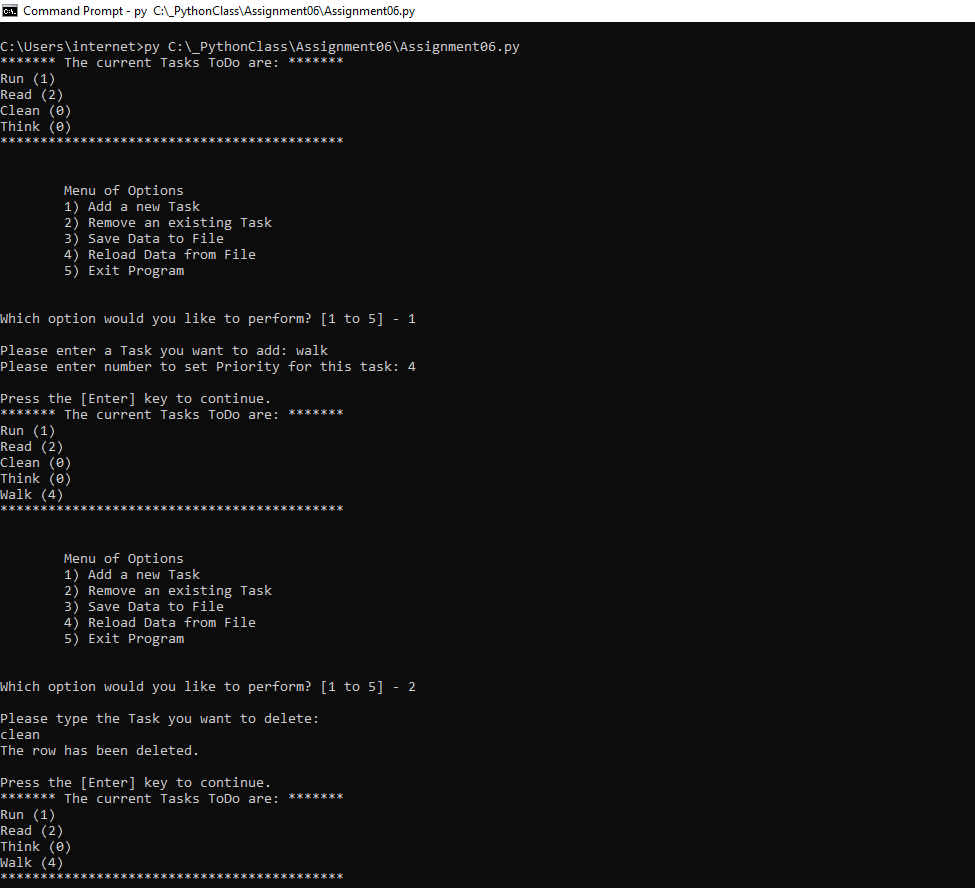 Command Prompt - py  C:\_PythonClass\Assignment06\Assignment06.py
C:\Users\internet>py C:\_PythonClass\Assignment06\Assignment06.py
******* The current Tasks ToDo are: *******
Run (1)
Read (2)
Clean (0)
Think (0)
*******************************************
Menu of Options
1) Add a new Task
2) Remove an existing Task
3) Save Data to File
4) Reload Data from File
5) Exit Program
Which option would you like to perform? [1 to 5] - 1
Please enter a Task you want to add: walk
Please enter number to set Priority for this task: 4
Press the [Enter] key to continue.
******* The current Tasks ToDo are: *******
Run (1)
Read (2)
Clean (0)
Think (0)
Walk (4)
*******************************************
Menu of Options
1) Add a new Task
2) Remove an existing Task
3) Save Data to File
4) Reload Data from File
5) Exit Program
Which option would you like to perform? [1 to 5] - 2
Please type the Task you want to delete:
clean
The row has been deleted.
Press the [Enter] key to continue.
******* The current Tasks ToDo are: *******
Run (1)
Read (2)
Think (0)
Walk (4)
*******************************************